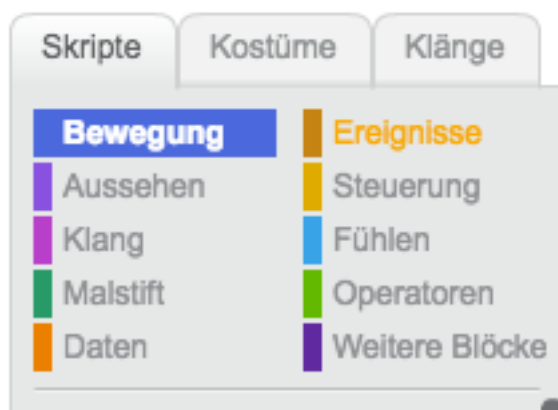 Skripte Kostüme Klänge
Bewegung Ereignisse
Aussehen Steuerung
Klang Fühlen
Malstift Operatoren
Daten Weitere Blöcke